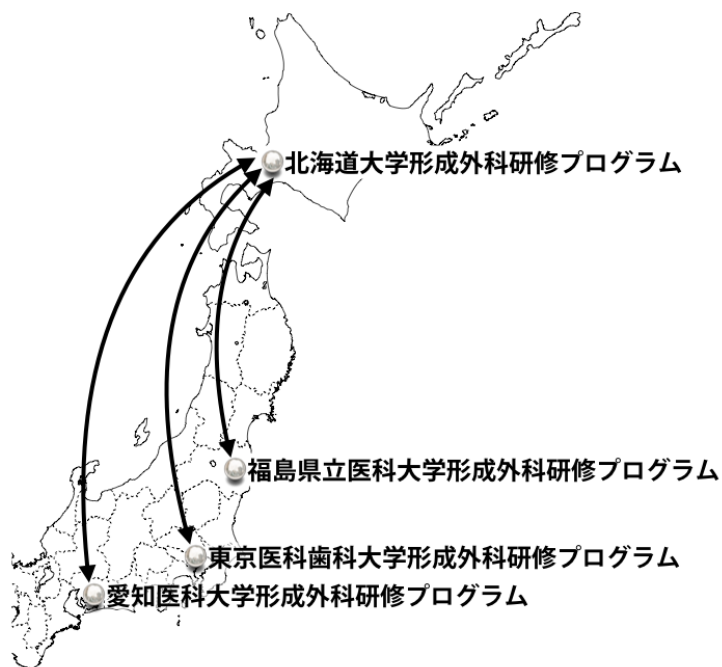 北海道大学形成外科研修プログラム
福島県立医科大学形成外科研修プログラム
東京医科歯科大学形成外科研修プログラム
愛知医科大学形成外科研修プログラム